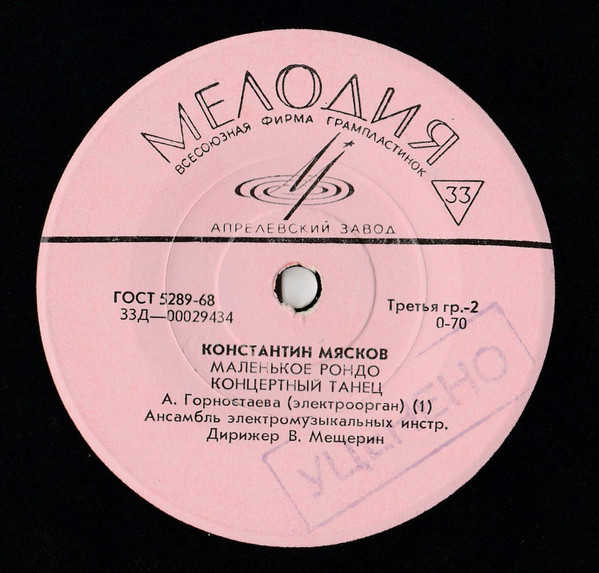 МЕЛОДИЯ
ВСЕСОЮЗНАЯ ФИРМА ГРАМПЛАСТИНОК
33
АПРЕЛЕВСКИЙ ЗАВОД
ГОСТ 5289-68
33Д—00029434
Третья гр.-2
0-70
КОНСТАНТИН МЯСКОВ
МАЛЕНЬКОЕ РОНДО
КОНЦЕРТНЫЙ ТАНЕЦ
А. Горностаева (электроорган) (1)
Ансамбль электромузыкальных инстр.
Дирижер В. Мещерин
УЦЕНЕНО